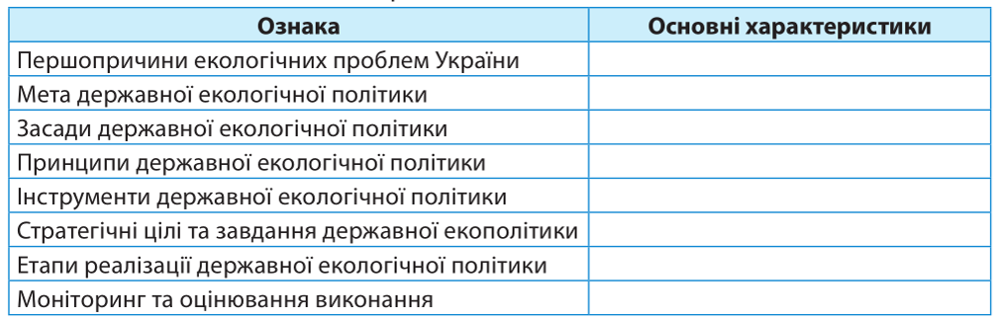 Ознака Основні характеристики
Першопричини екологічних проблем України
Мета державної екологічної політики
Засади державної екологічної політики
Принципи державної екологічної політики
Інструменти державної екологічної політики
Стратегічні цілі та завдання державної екополітики
Етапи реалізації державної екологічної політики
Моніторинг та оцінювання виконання